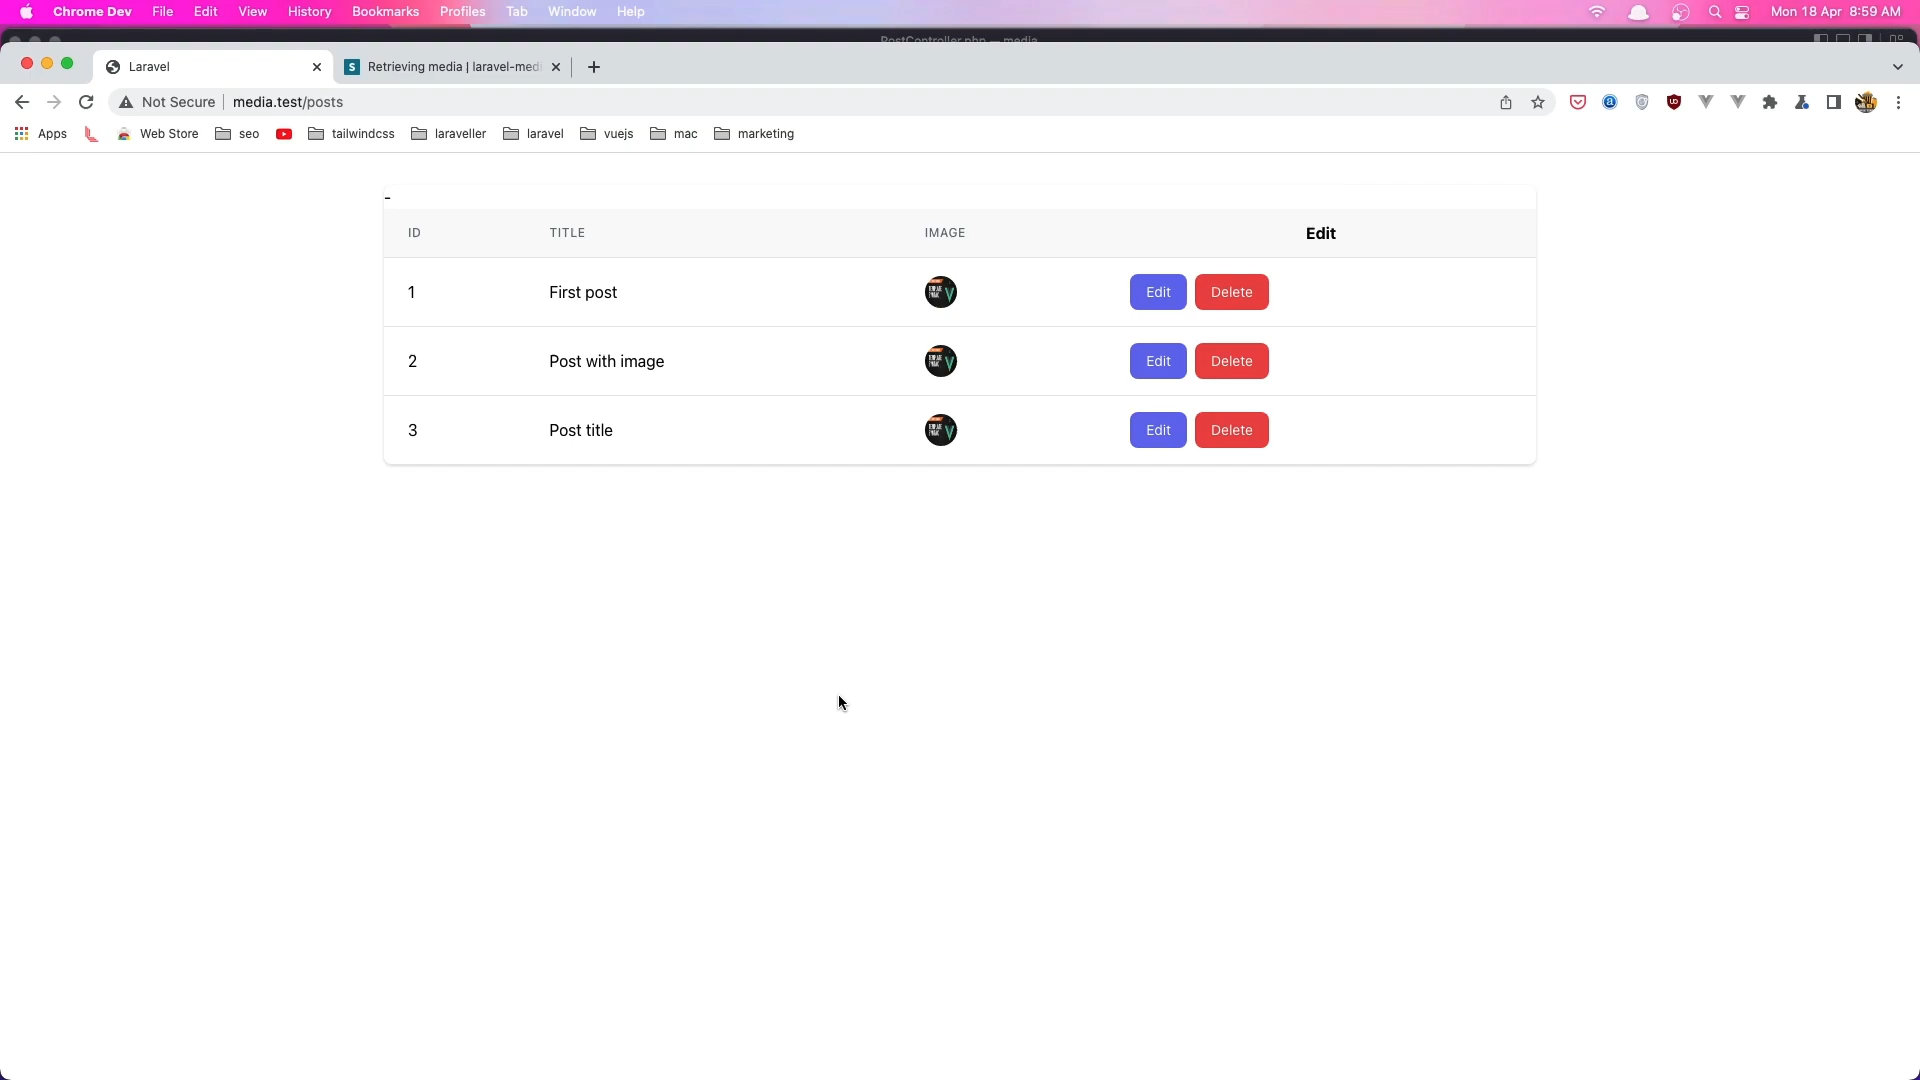 Chrome Dev File Edit View History Bookmarks Profiles Tab Window Help Mon 18 Apr 8:59 AM
PostController.php — media
Laravel S Retrieving media | laravel-med
Not Secure media.test/posts
Apps Web Store seo tailwindcss laraveller laravel vuejs mac marketing
-
ID TITLE IMAGE Edit
1 First post Edit Delete
2 Post with image Edit Delete
3 Post title Edit Delete